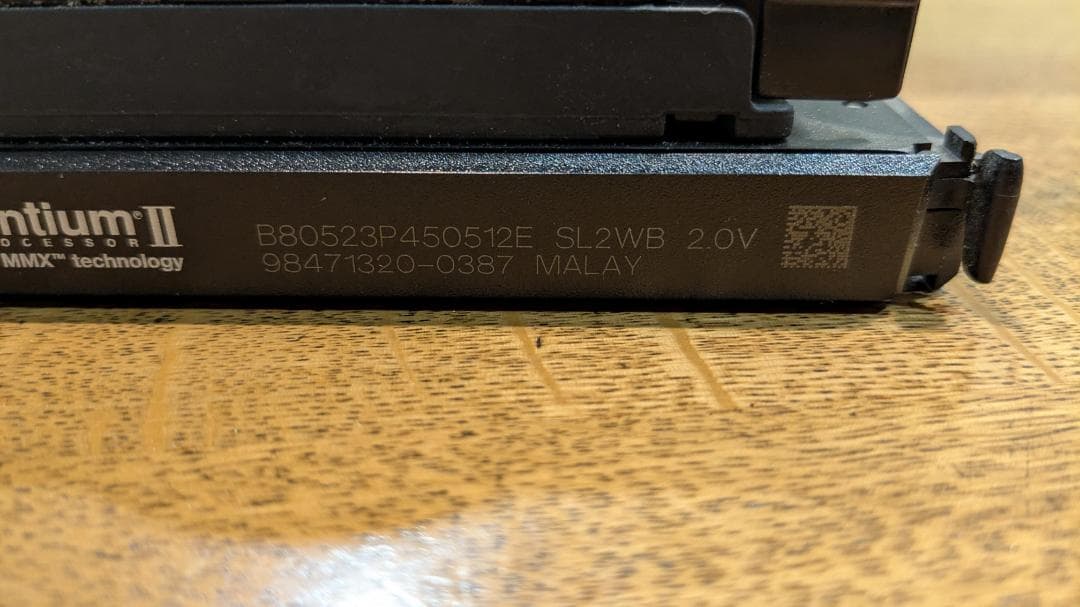 ntium® II
OCESSOR
MMX™ technology
B80523P450512E SL2WB 2.0V
98471320-0387 MALAY